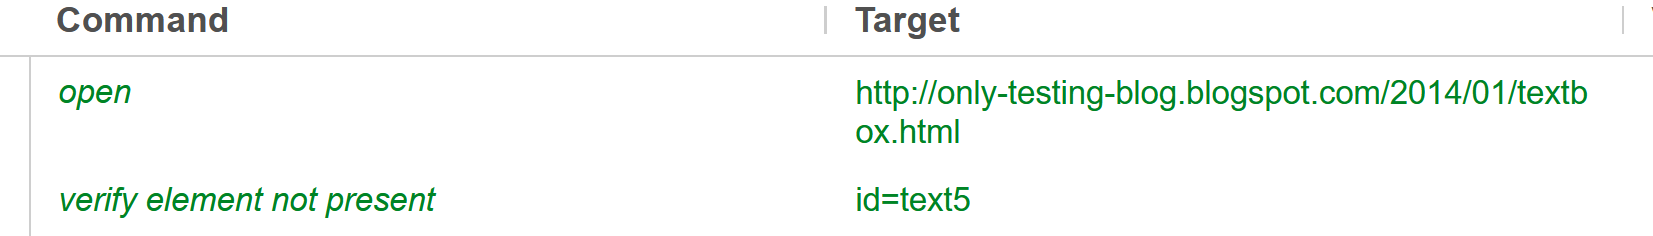 Command Target
open http://only-testing-blog.blogspot.com/2014/01/textb
ox.html
verify element not present id=text5